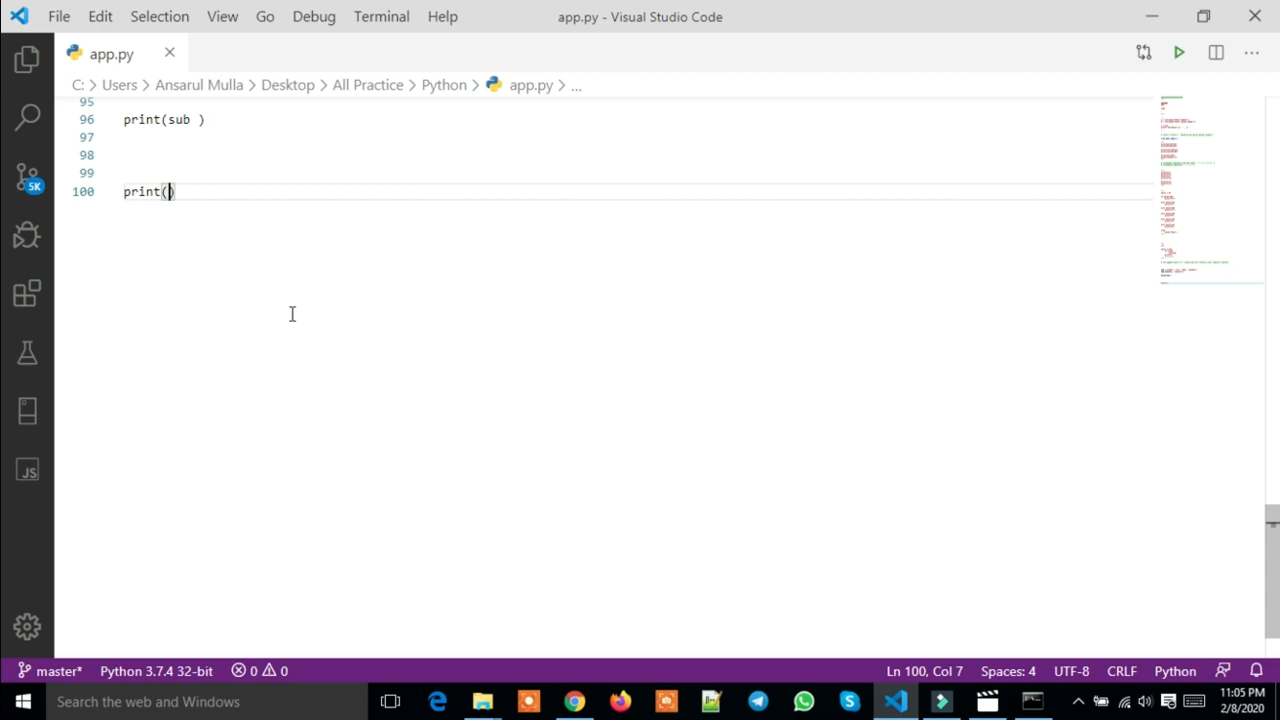 File Edit Selection View Go Debug Terminal Help app.py - Visual Studio Code
app.py
C: > Users > Ansarul Mulla > Desktop > All Practice > Python > app.py > ...
95
96 print(sub )
97
98
99
100 print()
5K
JS
master* Python 3.7.4 32-bit 0 0 Ln 100, Col 7 Spaces: 4 UTF-8 CRLF Python
Search the web and Windows
11:05 PM
2/8/2020